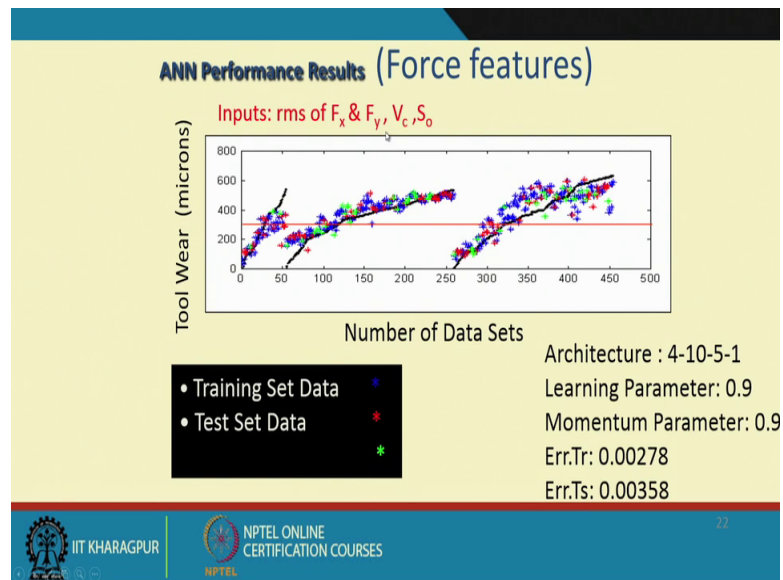 ANN Performance Results (Force features)
Inputs: rms of Fx & Fy , Vc ,So
Tool Wear (microns)
800
600
400
200
0
0 50 100 150 200 250 300 350 400 450 500
Number of Data Sets
• Training Set Data *
• Test Set Data *
*
Architecture : 4-10-5-1
Learning Parameter: 0.9
Momentum Parameter: 0.9
Err.Tr: 0.00278
Err.Ts: 0.00358
22
IIT KHARAGPUR
NPTEL
NPTEL ONLINE
CERTIFICATION COURSES